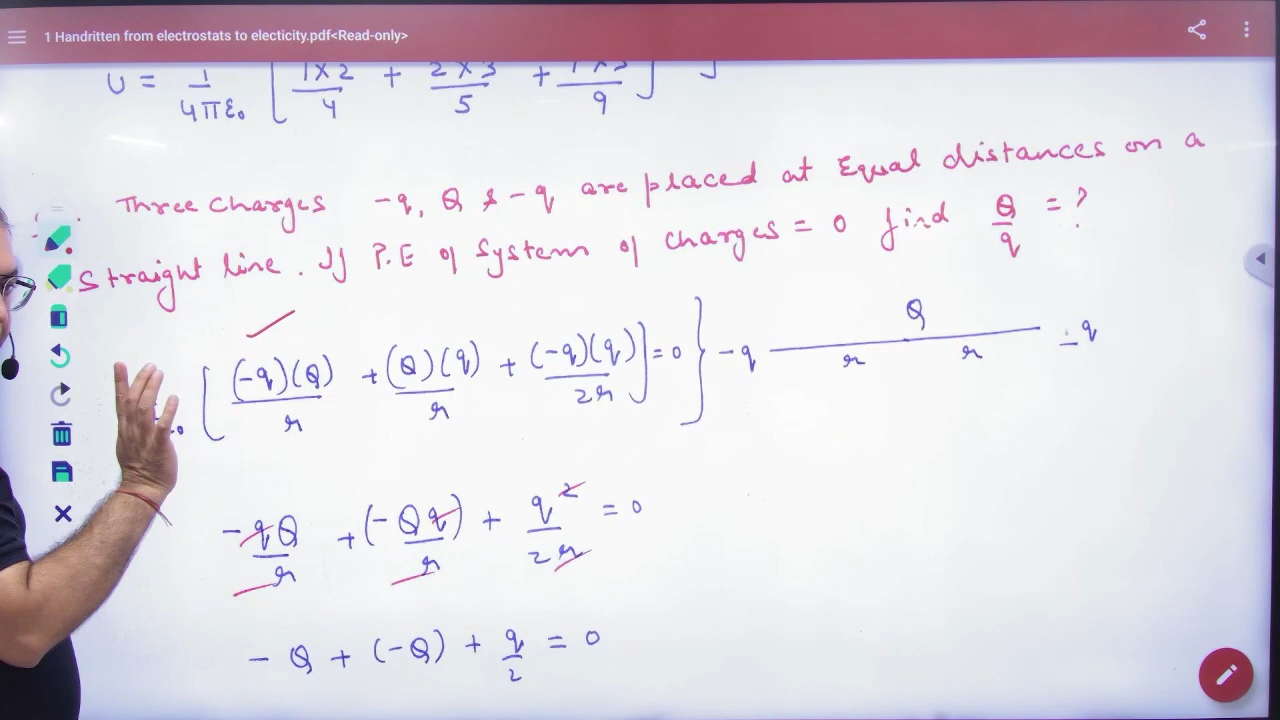 1 Handritten from electrostats to electicity.pdf<Read-only>
U = 1/4πε₀ [ 1×2/4 + 2×3/5 + 1×3/9 ] J
Three Charges -q, Q & -q are placed at Equal distances on a
Straight line. If P.E of System of charges = 0 find Q/q = ?
[ (-q)(Q)/r + (Q)(q)/r + (-q)(q)/2r ] = 0 } -q r Q r -q
-qQ/r + (-Qq)/r + q²/2r = 0
- Q + (-Q) + q/2 = 0